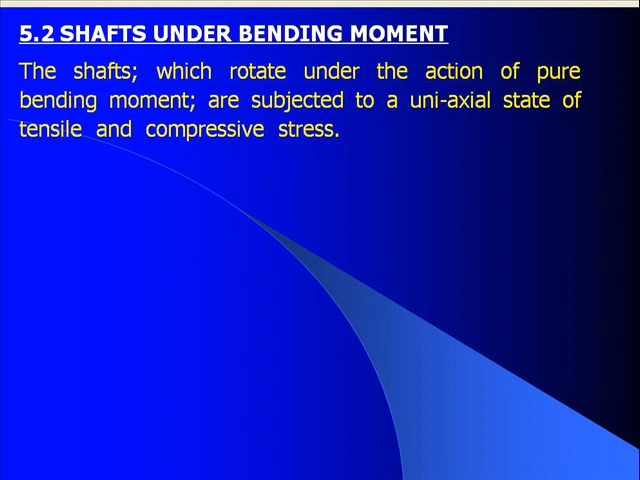 5.2 SHAFTS UNDER BENDING MOMENT
The shafts; which rotate under the action of pure
bending moment; are subjected to a uni-axial state of
tensile and compressive stress.